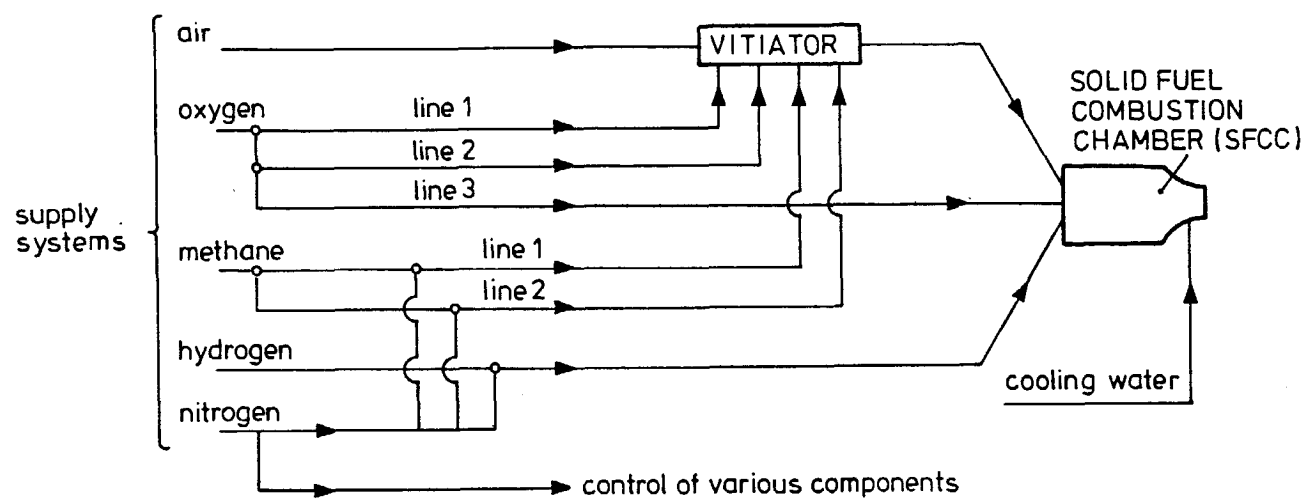 air
VITIATOR
SOLID FUEL
COMBUSTION
CHAMBER (SFCC)
oxygen
line 1
line 2
line 3
supply
systems
methane
line 1
line 2
hydrogen
cooling water
nitrogen
control of various components